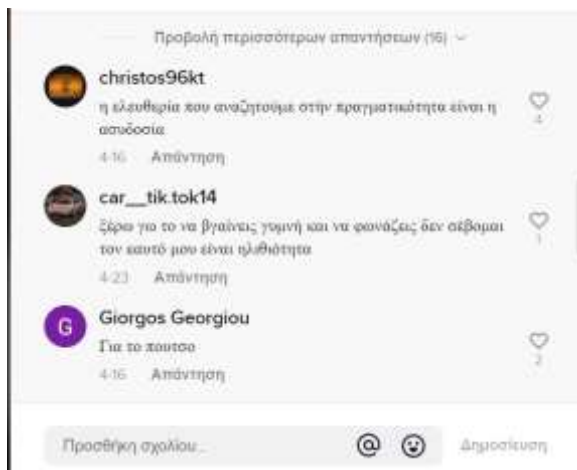 Προβολή περισσότερων απαντήσεων (16)
christos96kt
η ελευθερία που αναζητούμε στήν πραγματικότητα είναι η
ασυδοσία
4
4-16 Απάντηση
car__tik.tok14
ξέρω γιο το να βγαίνεις γυμνή και να φωνάζεις δεν σέβομαι
τον εαυτό μου είναι ηλιθιότητα
1
4-23 Απάντηση
G
Giorgos Georgiou
Για το πουτσο
2
4-16 Απάντηση
Προσθήκη σχολίου...
@
Δημοσίευση